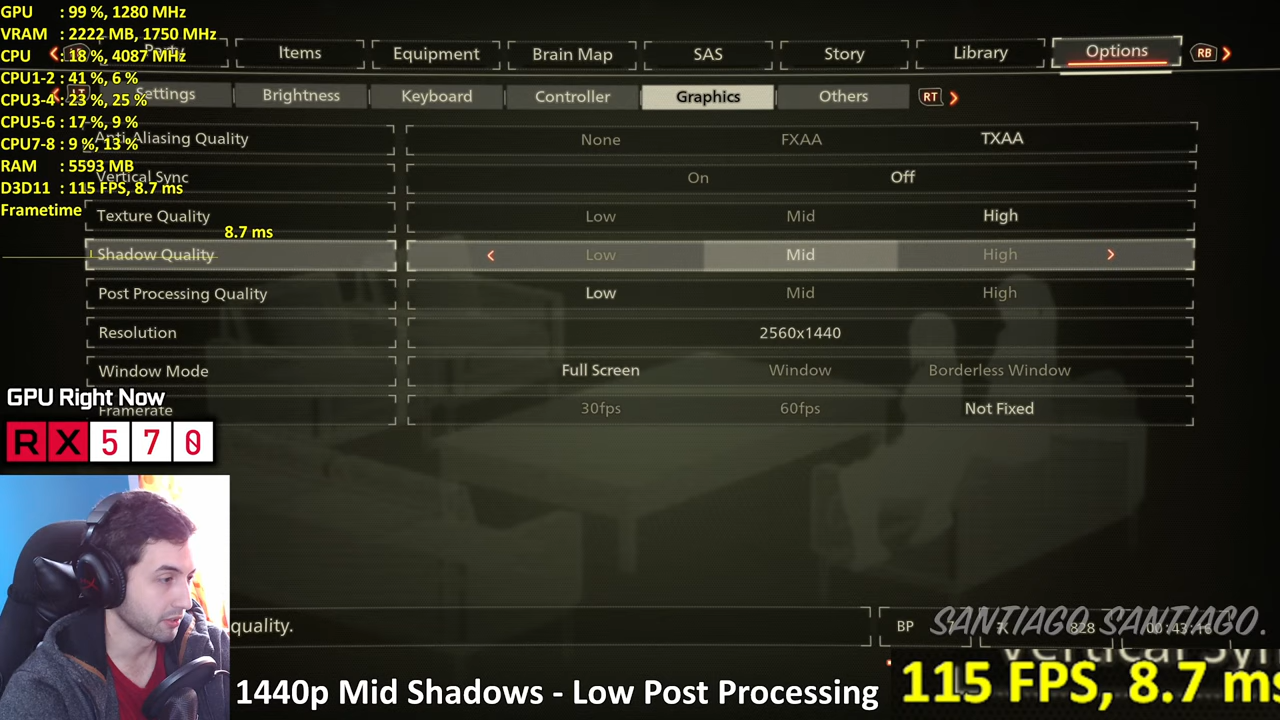 GPU : 99 %, 1280 MHz
VRAM : 2222 MB, 1750 MHz
CPU : 18 %, 4087 MHz
CPU1-2 : 41 %, 6 %
CPU3-4 : 23 %, 25 %
CPU5-6 : 17 %, 9 %
CPU7-8 : 9 %, 13 %
RAM : 5593 MB
D3D11 : 115 FPS, 8.7 ms
Frametime
8.7 ms
Party Items Equipment Brain Map SAS Story Library Options RB
Settings Brightness Keyboard Controller Graphics Others RT
Anti-Aliasing Quality None FXAA TXAA
Vertical Sync On Off
Texture Quality Low Mid High
Shadow Quality Low Mid High
Post Processing Quality Low Mid High
Resolution 2560x1440
Window Mode Full Screen Window Borderless Window
Framerate 30fps 60fps Not Fixed
GPU Right Now
RX 570
quality.
BP 828
SANTIAGO SANTIAGO.
1440p Mid Shadows - Low Post Processing
115 FPS, 8.7 ms